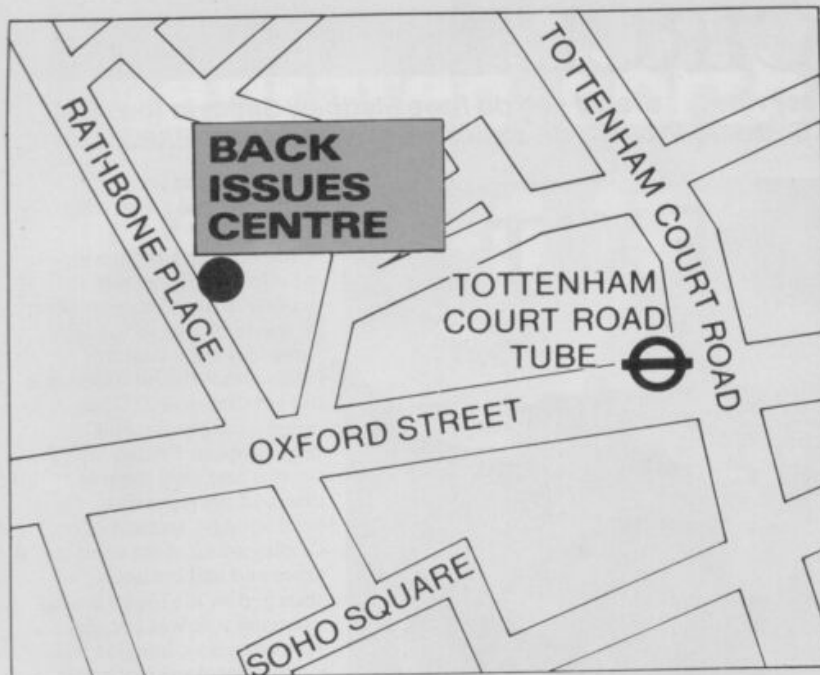 TOTTENHAM COURT ROAD
RATHBONE PLACE
BACK
ISSUES
CENTRE
TOTTENHAM
COURT ROAD
TUBE
OXFORD STREET
SOHO SQUARE